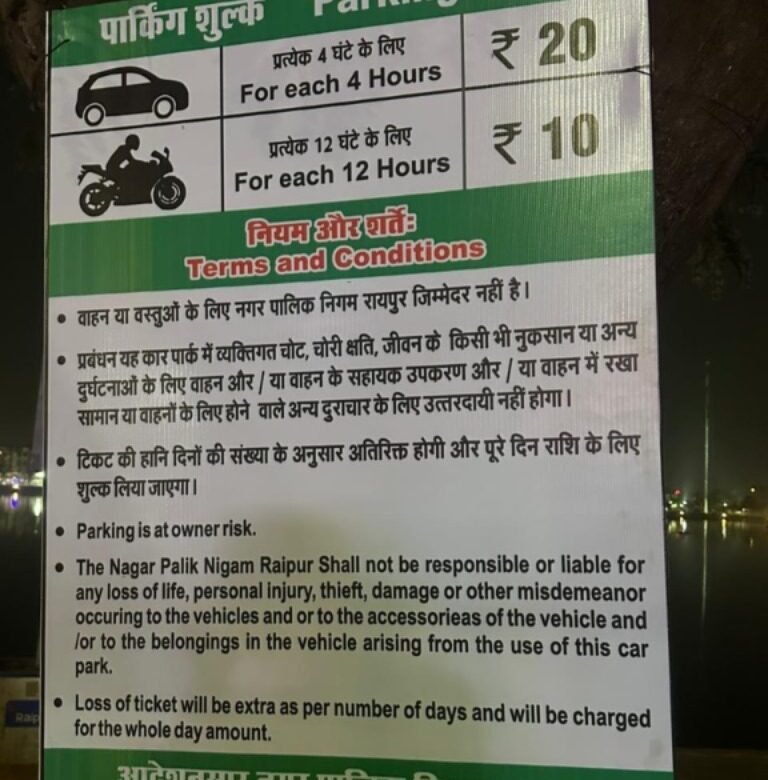 पार्किंग शुल्क Parking
प्रत्येक 4 घंटे के लिए
For each 4 Hours
₹ 20
प्रत्येक 12 घंटे के लिए
For each 12 Hours
₹ 10
नियम और शर्तेः
Terms and Conditions
• वाहन या वस्तुओं के लिए नगर पालिक निगम रायपुर जिम्मेदर नहीं है।
• प्रबंधन यह कार पार्क में व्यक्तिगत चोट, चोरी क्षति, जीवन के किसी भी नुकसान या अन्य
दुर्घटनाओं के लिए वाहन और / या वाहन के सहायक उपकरण और / या वाहन में रखा
सामान या वाहनों के लिए होने वाले अन्य दुराचार के लिए उत्तरदायी नहीं होगा।
• टिकट की हानि दिनों की संख्या के अनुसार अतिरिक्त होगी और पूरे दिन राशि के लिए
शुल्क लिया जाएगा।
• Parking is at owner risk.
• The Nagar Palik Nigam Raipur Shall not be responsible or liable for
any loss of life, personal injury, thieft, damage or other misdemeanor
occuring to the vehicles and or to the accessorieas of the vehicle and
/or to the belongings in the vehicle arising from the use of this car
park.
• Loss of ticket will be extra as per number of days and will be charged
for the whole day amount.
Raip